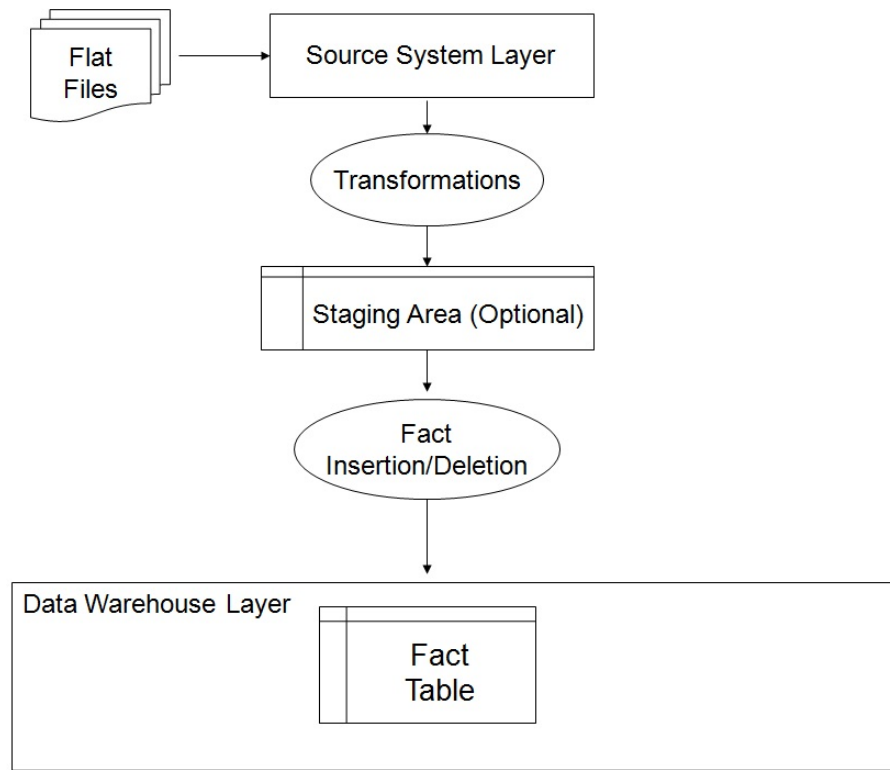 Flat
Files
Source System Layer
Transformations
Staging Area (Optional)
Fact
Insertion/Deletion
Data Warehouse Layer
Fact
Table